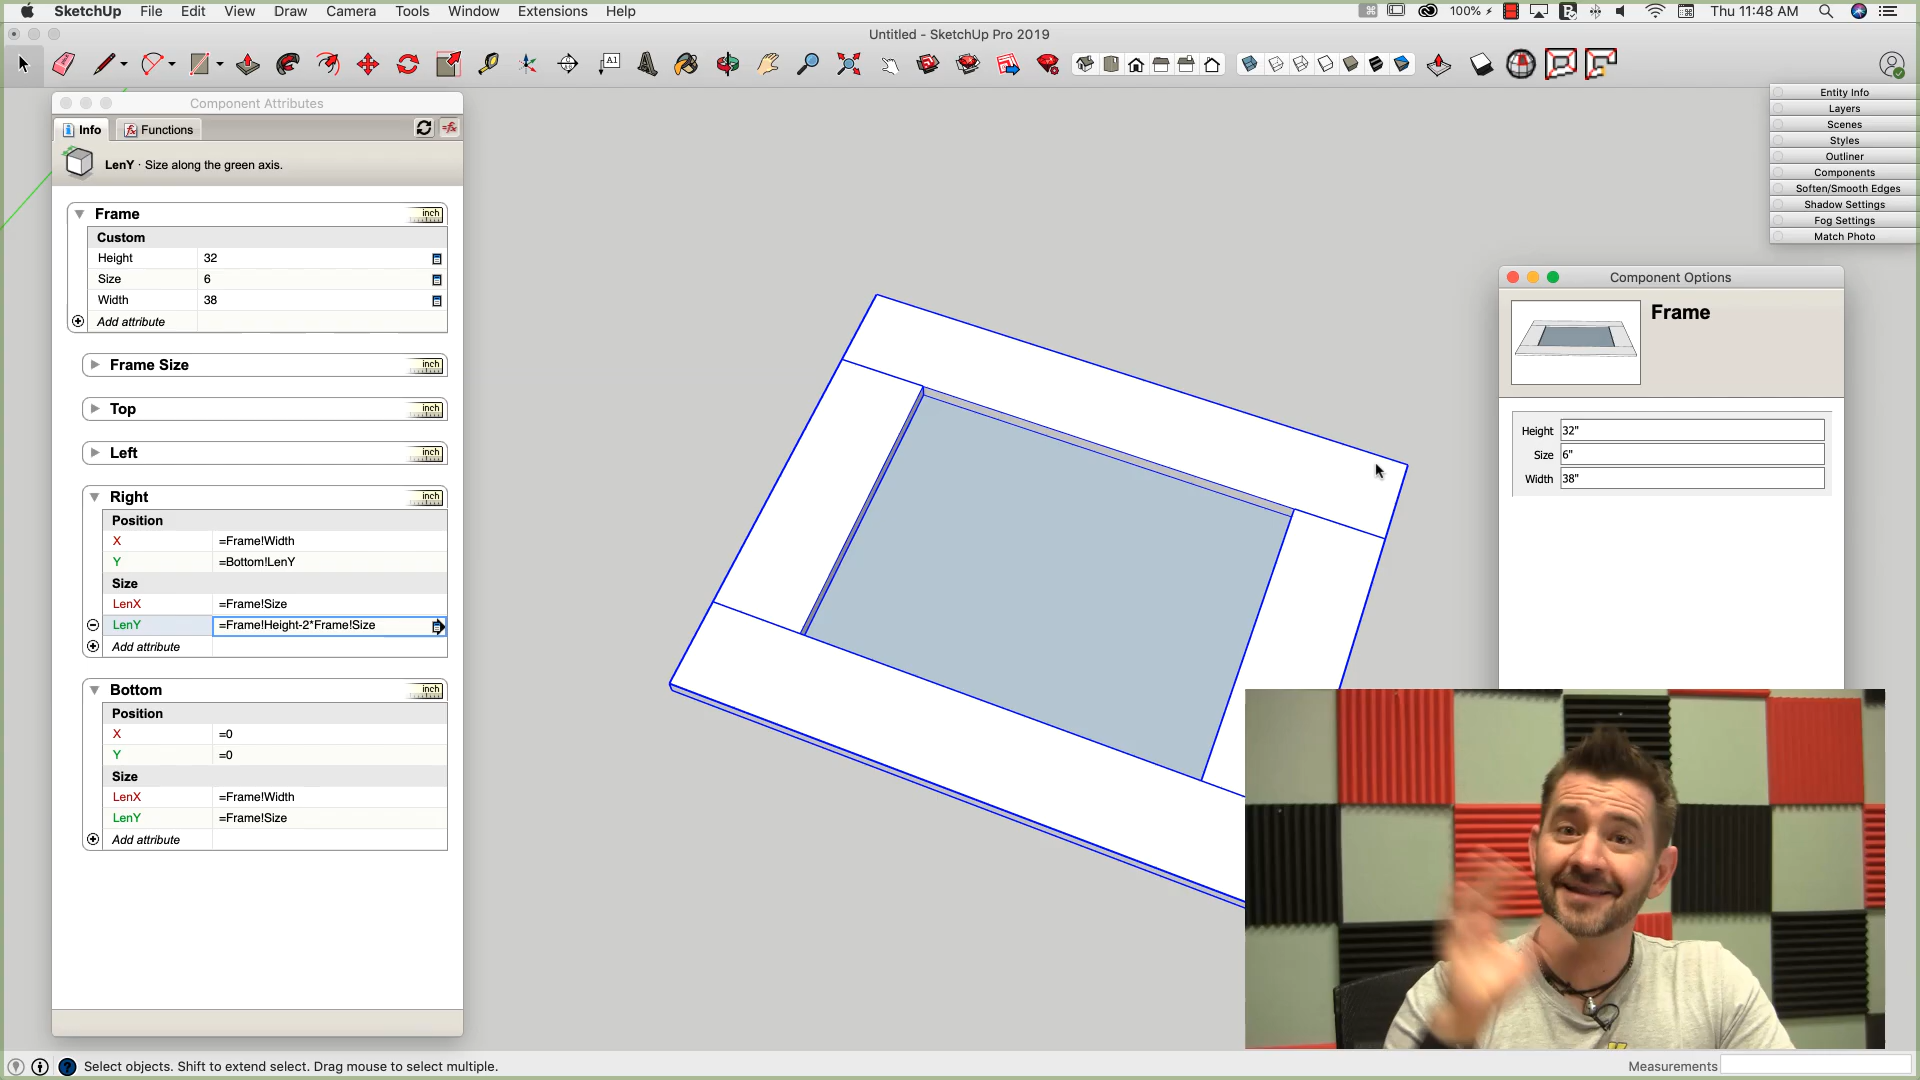 SketchUp File Edit View Draw Camera Tools Window Extensions Help
100% Thu 11:48 AM
Untitled - SketchUp Pro 2019
A1
Component Attributes
Info Functions
LenY · Size along the green axis.
Frame inch
Custom
Height 32
Size 6
Width 38
Add attribute
Frame Size inch
Top inch
Left inch
Right inch
Position
X =Frame!Width
Y =Bottom!LenY
Size
LenX =Frame!Size
LenY =Frame!Height-2*Frame!Size
Add attribute
Bottom inch
Position
X =0
Y =0
Size
LenX =Frame!Width
LenY =Frame!Size
Add attribute
Entity Info
Layers
Scenes
Styles
Outliner
Components
Soften/Smooth Edges
Shadow Settings
Fog Settings
Match Photo
Component Options
Frame
Height 32"
Size 6"
Width 38"
Select objects. Shift to extend select. Drag mouse to select multiple.
Measurements